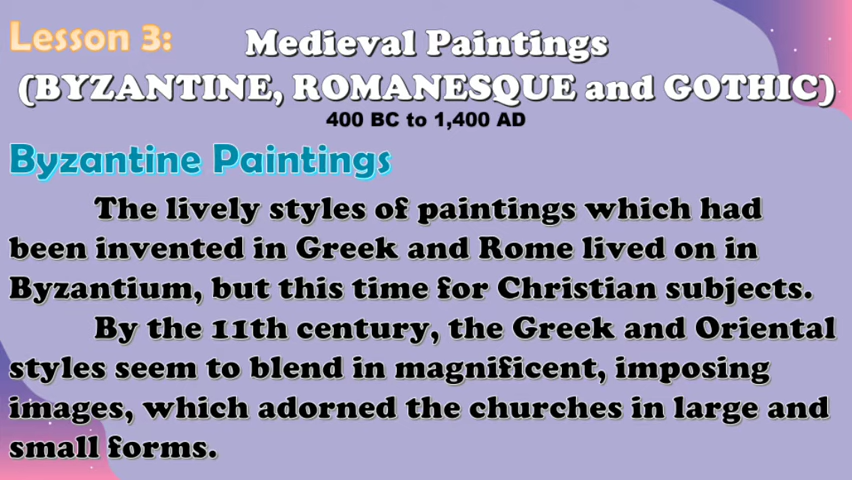 Lesson 3:
Medieval Paintings
(BYZANTINE, ROMANESQUE and GOTHIC)
400 BC to 1,400 AD
Byzantine Paintings
The lively styles of paintings which had
been invented in Greek and Rome lived on in
Byzantium, but this time for Christian subjects.
By the 11th century, the Greek and Oriental
styles seem to blend in magnificent, imposing
images, which adorned the churches in large and
small forms.